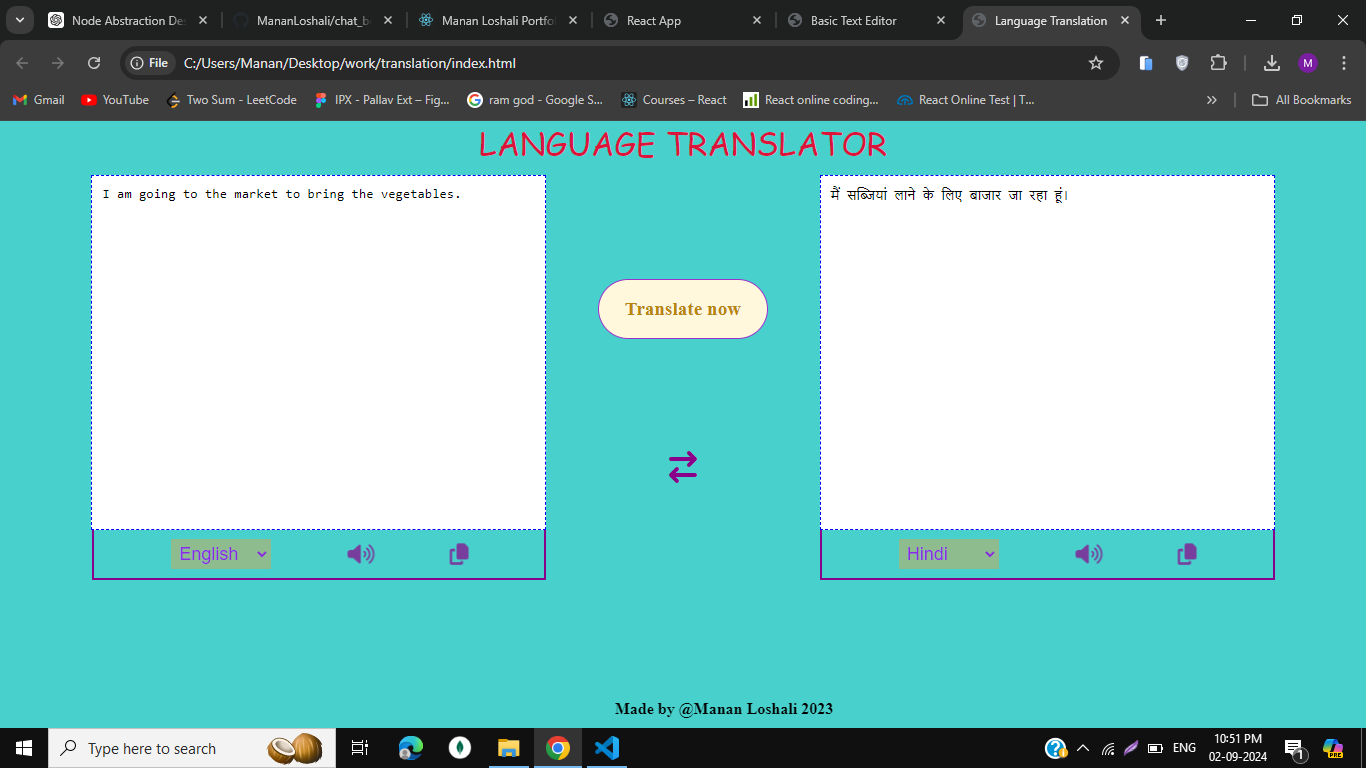 Node Abstraction De
MananLoshali/chat_b
Manan Loshali Portfo
React App
Basic Text Editor
Language Translation
File
C:/Users/Manan/Desktop/work/translation/index.html
M
Gmail
YouTube
Two Sum - LeetCode
IPX - Pallav Ext – Fig...
ram god - Google S...
Courses – React
React online coding...
React Online Test | T...
All Bookmarks
LANGUAGE TRANSLATOR
I am going to the market to bring the vegetables.
मैं सब्जियां लाने के लिए बाजार जा रहा हूं।
Translate now
English
Hindi
Made by @Manan Loshali 2023
Type here to search
ENG
10:51 PM
02-09-2024
1
PRE